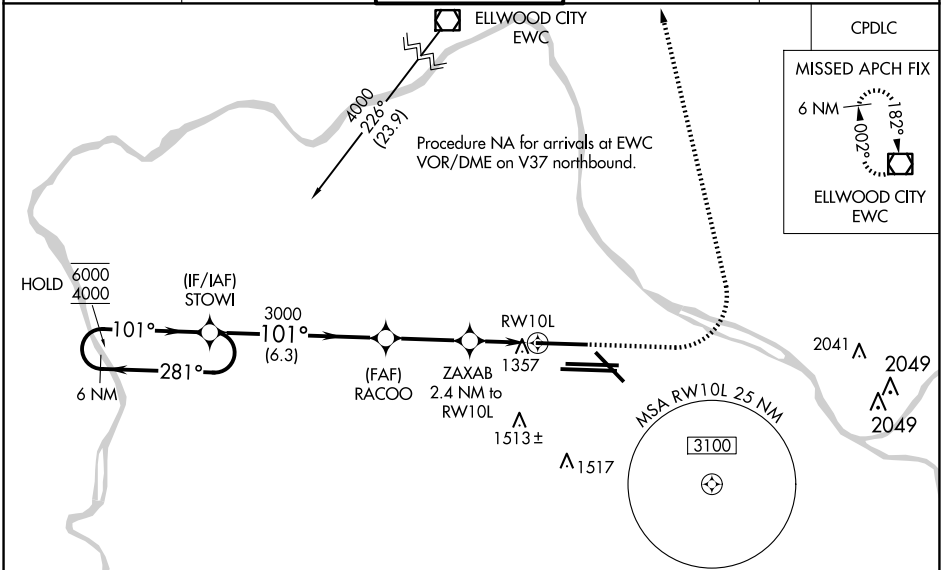 ELLWOOD CITY
EWC
CPDLC
MISSED APCH FIX
6 NM
182°
002°
ELLWOOD CITY
EWC
4000
226°
(23.9)
Procedure NA for arrivals at EWC
VOR/DME on V37 northbound.
HOLD
6000
4000
(IF/IAF)
STOWI
101°
281°
6 NM
3000
101°
(6.3)
(FAF)
RACOO
ZAXAB
2.4 NM to
RW10L
RW10L
1357
1513±
1517
2041
2049
2049
MSA RW10L 25 NM
3100